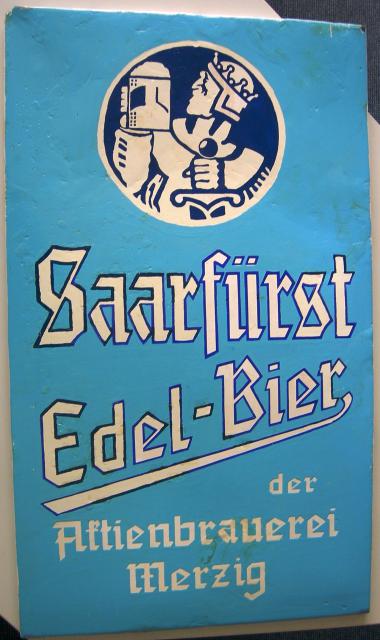 Saarfürst
Edel-Bier
der
Aktienbrauerei
Merzig